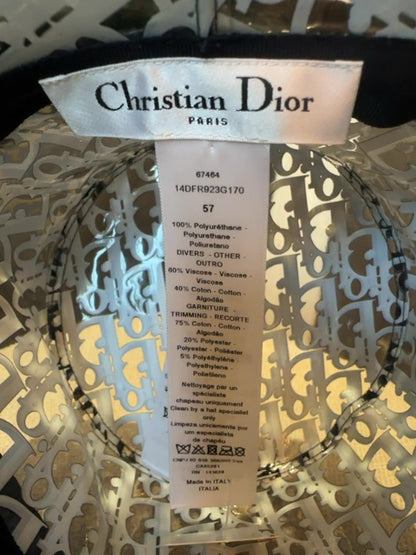 Christian Dior
PARIS
67464
14DFR923G170
57
100% Polyuréthane -
Polyurethane -
Poliuretano
DIVERS - OTHER -
OUTRO
60% Viscose - Viscose -
Viscose
40% Coton - Cotton -
Algodão
GARNITURE -
TRIMMING - RECORTE
75% Coton - Cotton -
Algodão
20% Polyester -
Polyester - Poliéster
5% Polyéthylène -
Polyethylene -
Polietileno
Nettoyage par un
spécialiste
chapeau uniquement
Clean by a hat specialist
only
Limpeza unicamente por
um especialista
de chapéu
Made in ITALY
ITALIA